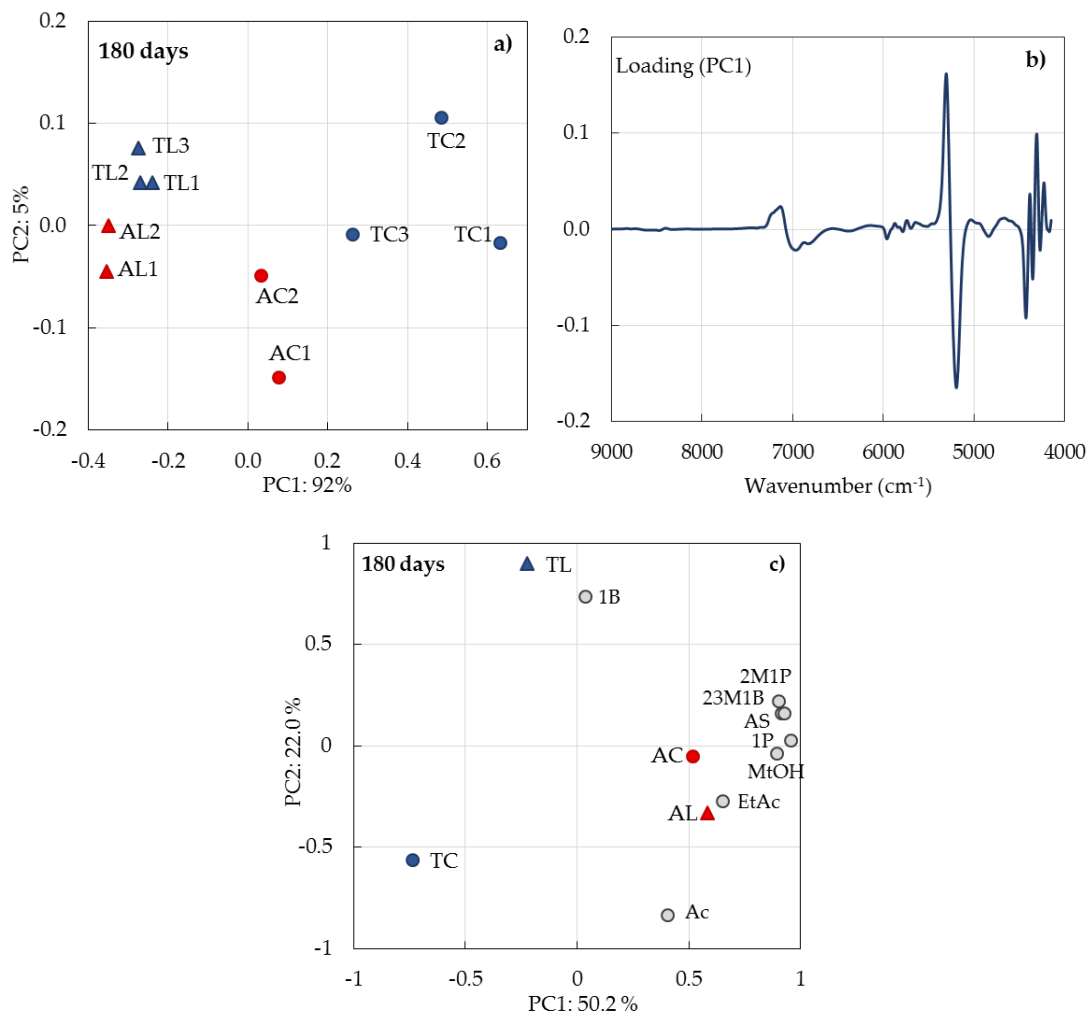 180 days
a)
0.2
0.1
0.0
-0.1
-0.2
PC2: 5%
TC2
TL3
TL2
TL1
AL2
TC3
TC1
AL1
AC2
AC1
-0.4
-0.2
0.0
0.2
0.4
0.6
PC1: 92%
Loading (PC1)
b)
0.2
0.1
0.0
-0.1
-0.2
9000
8000
7000
6000
5000
4000
Wavenumber (cm⁻¹)
180 days
c)
1
0.5
0
-0.5
-1
PC2: 22.0 %
TL
1B
2M1P
23M1B
AS
1P
AC
MtOH
EtAc
AL
TC
Ac
-1
-0.5
0
0.5
1
PC1: 50.2 %